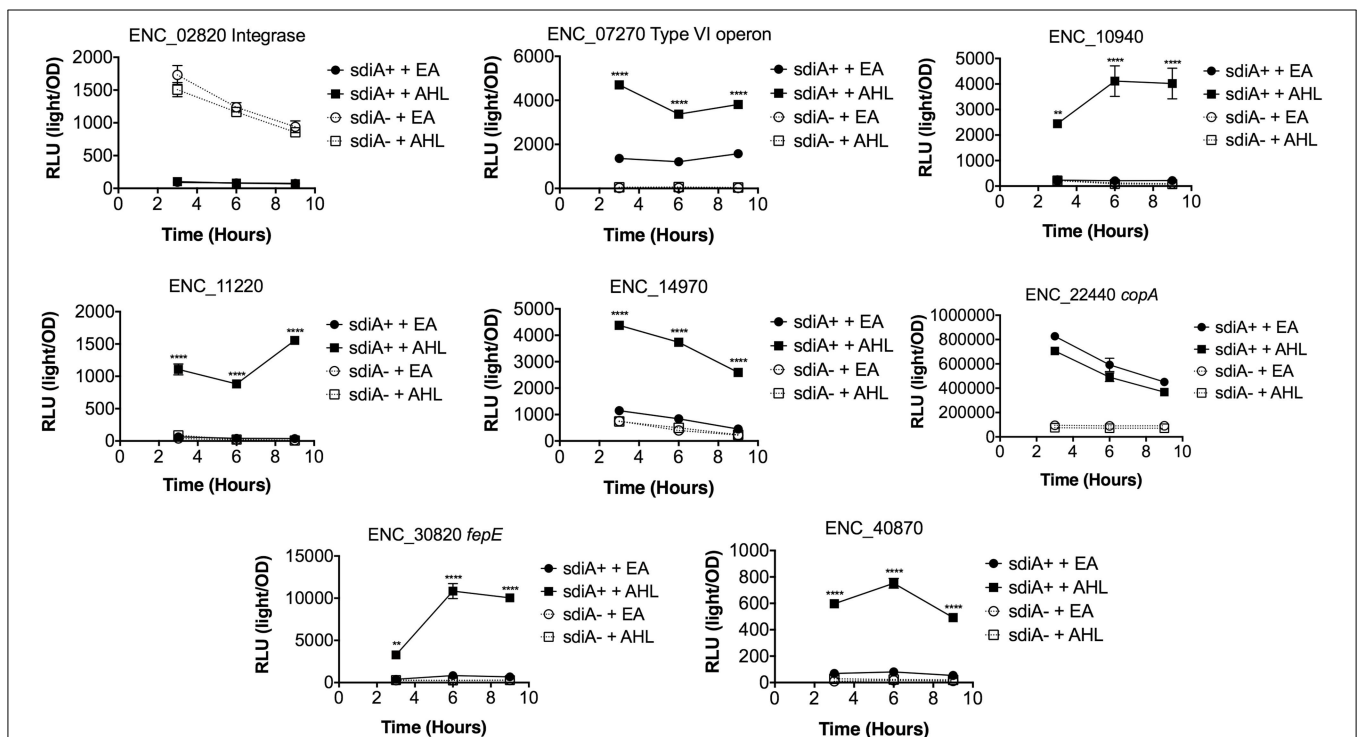 ENC_02820 Integrase
RLU (light/OD)
2000
1500
1000
500
0
0 2 4 6 8 10
Time (Hours)
sdiA+ + EA
sdiA+ + AHL
sdiA- + EA
sdiA- + AHL
ENC_07270 Type VI operon
RLU (light/OD)
6000
4000
2000
0
0 2 4 6 8 10
Time (Hours)
****
****
****
sdiA+ + EA
sdiA+ + AHL
sdiA- + EA
sdiA- + AHL
ENC_10940
RLU (light/OD)
5000
4000
3000
2000
1000
0
0 2 4 6 8 10
Time (Hours)
**
****
****
sdiA+ + EA
sdiA+ + AHL
sdiA- + EA
sdiA- + AHL
ENC_11220
RLU (light/OD)
2000
1500
1000
500
0
0 2 4 6 8 10
Time (Hours)
****
****
****
sdiA+ + EA
sdiA+ + AHL
sdiA- + EA
sdiA- + AHL
ENC_14970
RLU (light/OD)
5000
4000
3000
2000
1000
0
0 2 4 6 8 10
Time (Hours)
****
****
****
sdiA+ + EA
sdiA+ + AHL
sdiA- + EA
sdiA- + AHL
ENC_22440 copA
RLU (light/OD)
1000000
800000
600000
400000
200000
100000
0
0 2 4 6 8 10
Time (Hours)
sdiA+ + EA
sdiA+ + AHL
sdiA- + EA
sdiA- + AHL
ENC_30820 fepE
RLU (light/OD)
15000
10000
5000
0
0 2 4 6 8 10
Time (Hours)
**
****
****
sdiA+ + EA
sdiA+ + AHL
sdiA- + EA
sdiA- + AHL
ENC_40870
RLU (light/OD)
1000
800
600
400
200
0
0 2 4 6 8 10
Time (Hours)
****
****
****
sdiA+ + EA
sdiA+ + AHL
sdiA- + EA
sdiA- + AHL